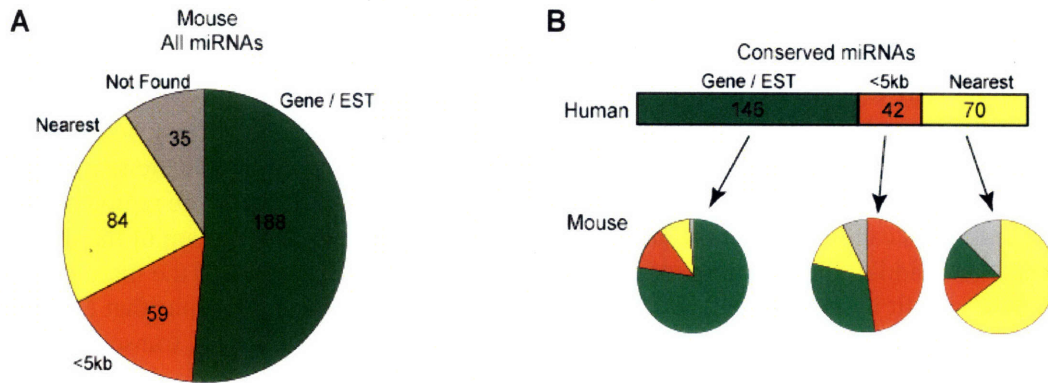 A
Mouse
All miRNAs
Not Found
Gene / EST
Nearest
35
84
188
59
<5kb
B
Conserved miRNAs
Gene / EST <5kb Nearest
Human 146 42 70
Mouse